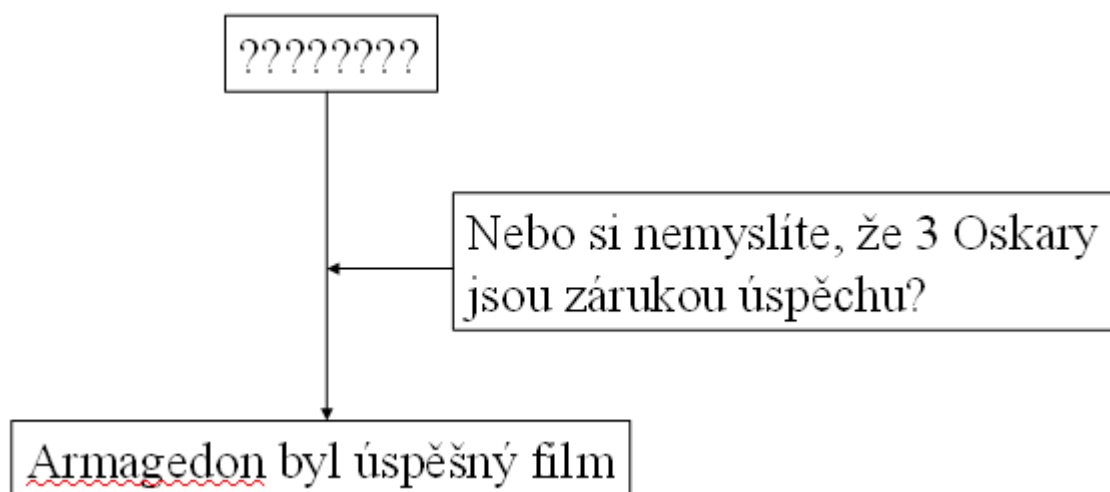 ????????
Nebo si nemyslíte, že 3 Oskary
jsou zárukou úspěchu?
Armagedon byl úspěšný film